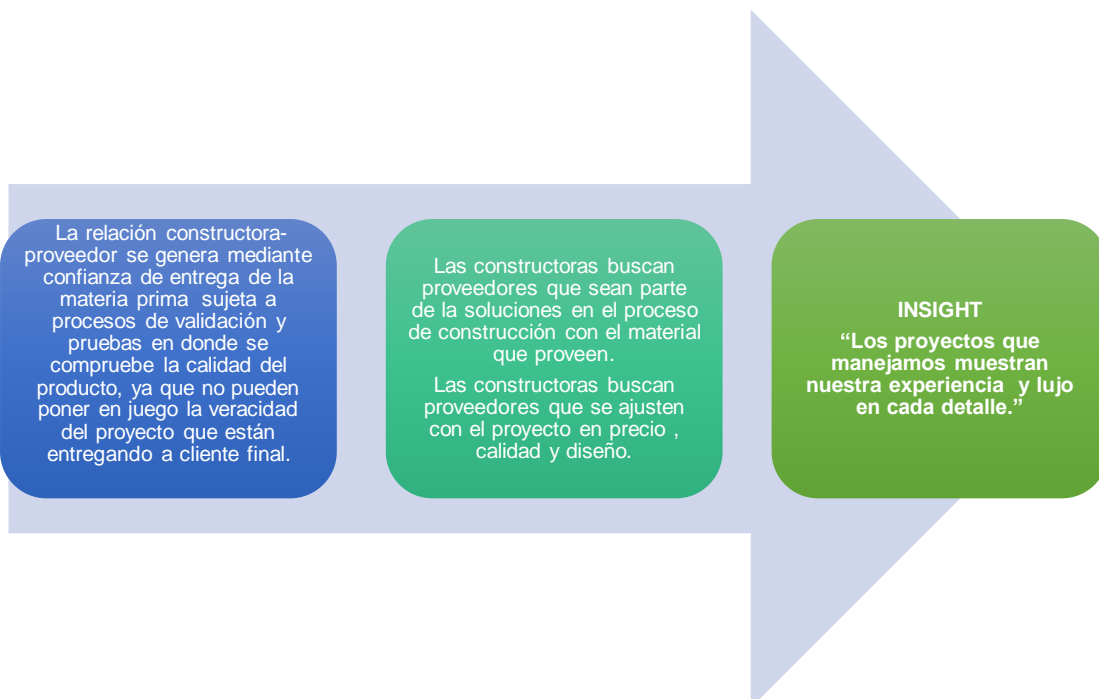 La relación constructora-
proveedor se genera mediante
confianza de entrega de la
materia prima sujeta a
procesos de validación y
pruebas en donde se
compruebe la calidad del
producto, ya que no pueden
poner en juego la veracidad
del proyecto que están
entregando a cliente final.
Las constructoras buscan
proveedores que sean parte
de la soluciones en el proceso
de construcción con el material
que proveen.
Las constructoras buscan
proveedores que se ajusten
con el proyecto en precio ,
calidad y diseño.
INSIGHT
“Los proyectos que
manejamos muestran
nuestra experiencia y lujo
en cada detalle.”